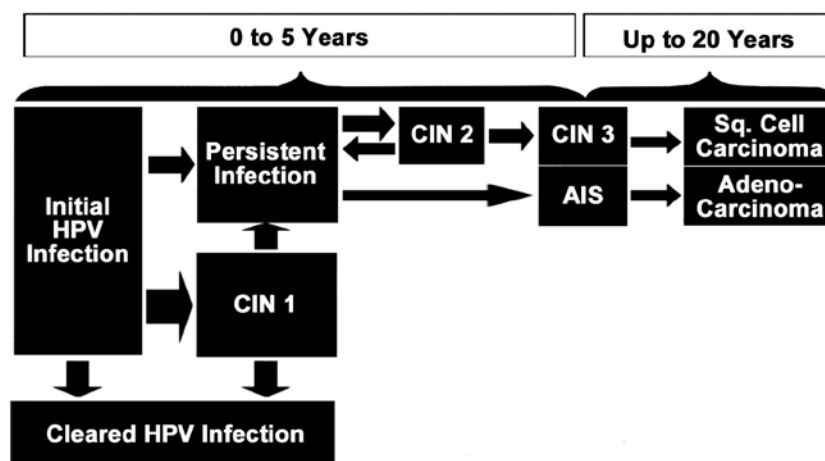 0 to 5 Years
Up to 20 Years
Initial
HPV
Infection
Persistent
Infection
CIN 2
CIN 3
Sq. Cell
Carcinoma
AIS
Adeno-
Carcinoma
CIN 1
Cleared HPV Infection